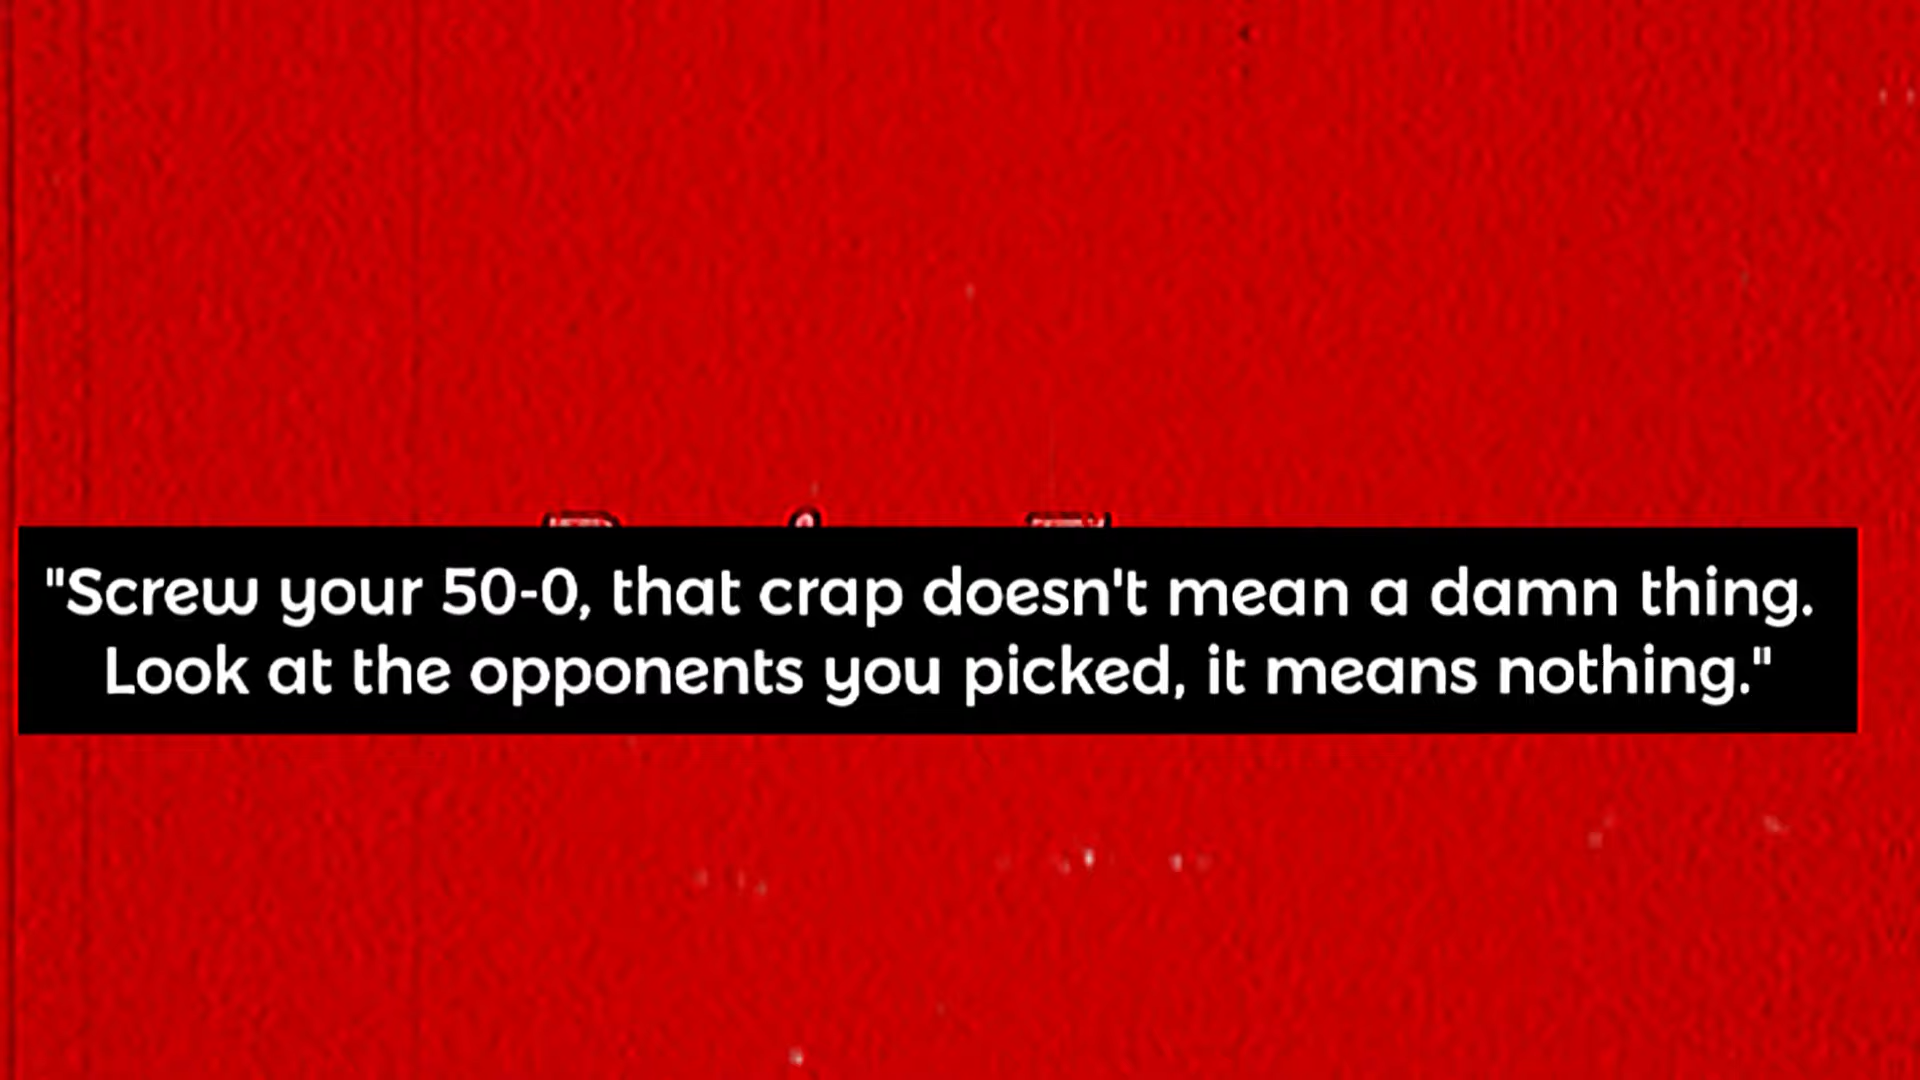 "Screw your 50-0, that crap doesn't mean a damn thing.
Look at the opponents you picked, it means nothing."